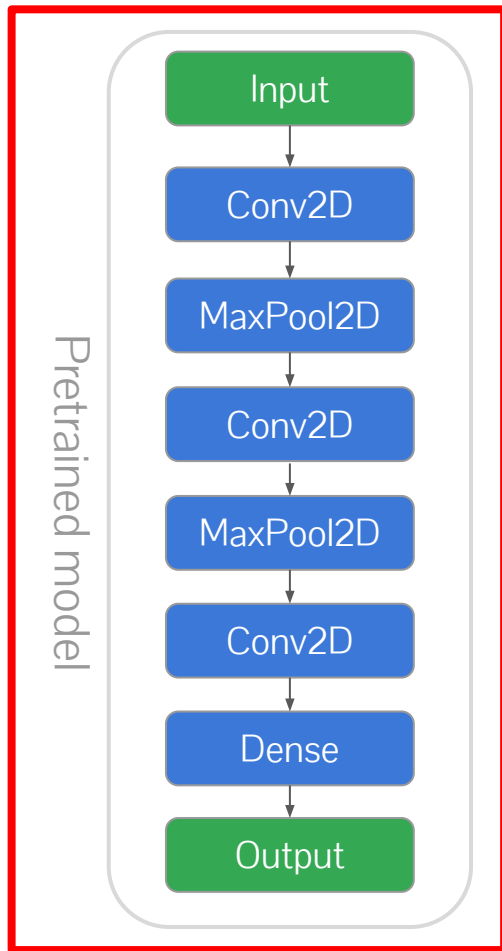 Input
Conv2D
MaxPool2D
Conv2D
MaxPool2D
Conv2D
Dense
Output
Pretrained model